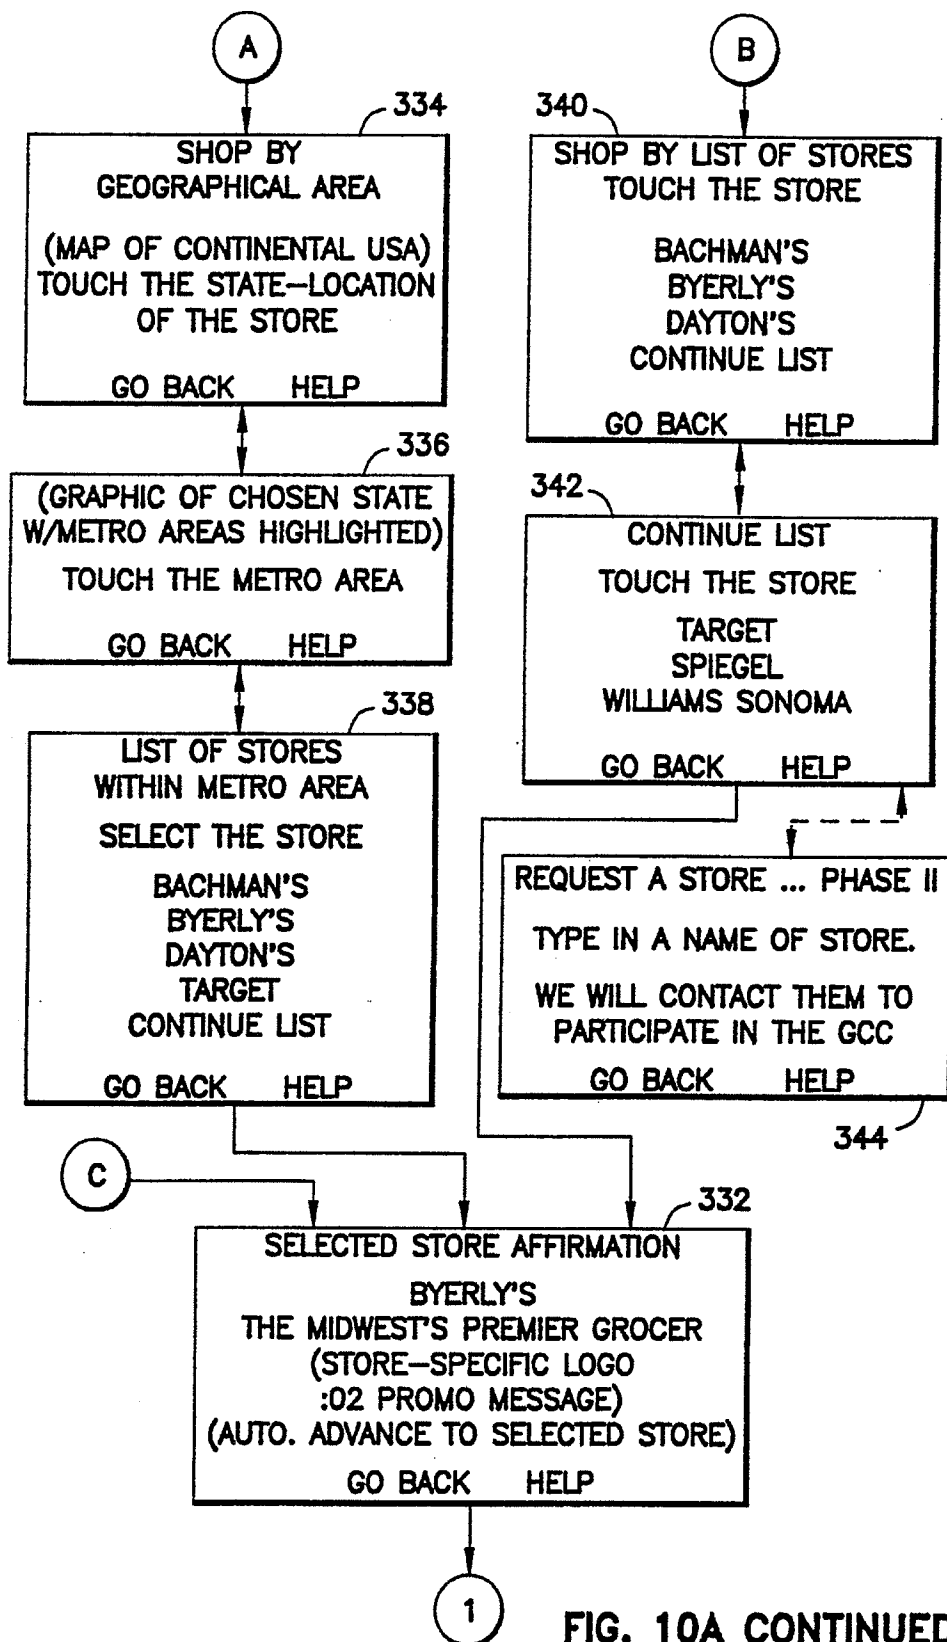 A
334
SHOP BY
GEOGRAPHICAL AREA
(MAP OF CONTINENTAL USA)
TOUCH THE STATE–LOCATION
OF THE STORE
GO BACK HELP
336
(GRAPHIC OF CHOSEN STATE
W/METRO AREAS HIGHLIGHTED)
TOUCH THE METRO AREA
GO BACK HELP
338
LIST OF STORES
WITHIN METRO AREA
SELECT THE STORE
BACHMAN'S
BYERLY'S
DAYTON'S
TARGET
CONTINUE LIST
GO BACK HELP
B
340
SHOP BY LIST OF STORES
TOUCH THE STORE
BACHMAN'S
BYERLY'S
DAYTON'S
CONTINUE LIST
GO BACK HELP
342
CONTINUE LIST
TOUCH THE STORE
TARGET
SPIEGEL
WILLIAMS SONOMA
GO BACK HELP
REQUEST A STORE ... PHASE II
TYPE IN A NAME OF STORE.
WE WILL CONTACT THEM TO
PARTICIPATE IN THE GCC
GO BACK HELP
344
C
332
SELECTED STORE AFFIRMATION
BYERLY'S
THE MIDWEST'S PREMIER GROCER
(STORE–SPECIFIC LOGO
:02 PROMO MESSAGE)
(AUTO. ADVANCE TO SELECTED STORE)
GO BACK HELP
1
FIG. 10A CONTINUED